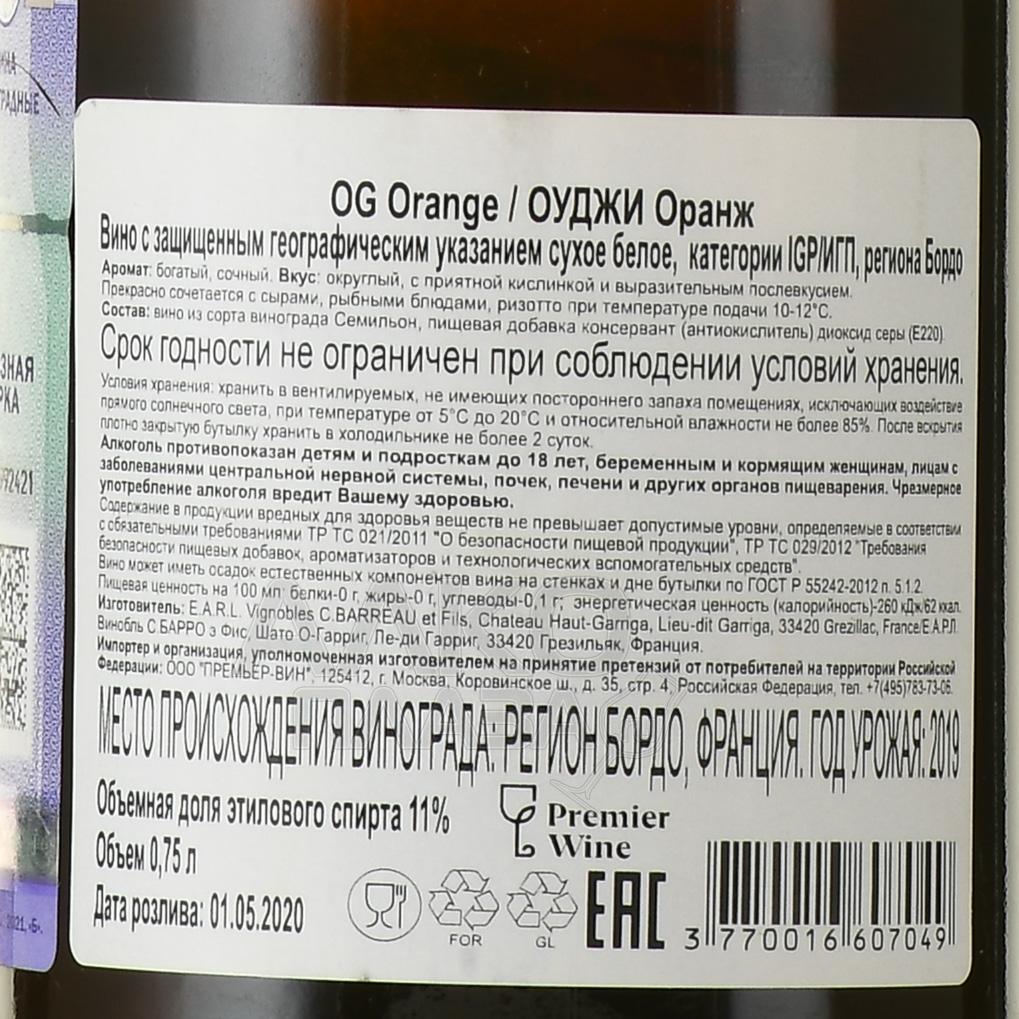 OG Orange / ОУДЖИ Оранж
Вино с защищенным географическим указанием сухое белое, категории IGP/ИГП, региона Бордо
Аромат: богатый, сочный. Вкус: округлый, с приятной кислинкой и выразительным послевкусием.
Прекрасно сочетается с сырами, рыбными блюдами, ризотто при температуре подачи 10-12°С.
Состав: вино из сорта винограда Семильон, пищевая добавка консервант (антиокислитель) диоксид серы (Е220).
Срок годности не ограничен при соблюдении условий хранения.
Условия хранения: хранить в вентилируемых, не имеющих постороннего запаха помещениях, исключающих воздействие
прямого солнечного света, при температуре от 5°С до 20°С и относительной влажности не более 85%. После вскрытия
плотно закрытую бутылку хранить в холодильнике не более 2 суток.
Алкоголь противопоказан детям и подросткам до 18 лет, беременным и кормящим женщинам, лицам с
заболеваниями центральной нервной системы, почек, печени и других органов пищеварения. Чрезмерное
употребление алкоголя вредит Вашему здоровью.
Содержание в продукции вредных для здоровья веществ не превышает допустимые уровни, определяемые в соответствии
с обязательными требованиями ТР ТС 021/2011 "О безопасности пищевой продукции", ТР ТС 029/2012 "Требования
безопасности пищевых добавок, ароматизаторов и технологических вспомогательных средств".
Вино может иметь осадок естественных компонентов вина на стенках и дне бутылки по ГОСТ Р 55242-2012 п. 5.1.2.
Пищевая ценность на 100 мл: белки-0 г, жиры-0 г, углеводы-0,1 г; энергетическая ценность (калорийность)-260 кДж/62 ккал.
Изготовитель: E.A.R.L. Vignobles C.BARREAU et Fils, Chateau Haut-Garriga, Lieu-dit Garriga, 33420 Grezillac, France/Е.А.Р.Л.
Винобль С.БАРРО э Фис, Шато О-Гарриг, Ле-ди Гарриг, 33420 Грезильяк, Франция.
Импортер и организация, уполномоченная изготовителем на принятие претензий от потребителей на территории Российской
Федерации: ООО "ПРЕМЬЕР-ВИН", 125412, г. Москва, Коровинское ш., д. 35, стр. 4, Российская Федерация, тел. +7(495)783-73-06.
МЕСТО ПРОИСХОЖДЕНИЯ ВИНОГРАДА: РЕГИОН БОРДО, ФРАНЦИЯ. ГОД УРОЖАЯ: 2019
Объемная доля этилового спирта 11%
Объем 0,75 л
Дата розлива: 01.05.2020
Premier
Wine
FOR
GL
EAC
3 770016 607049